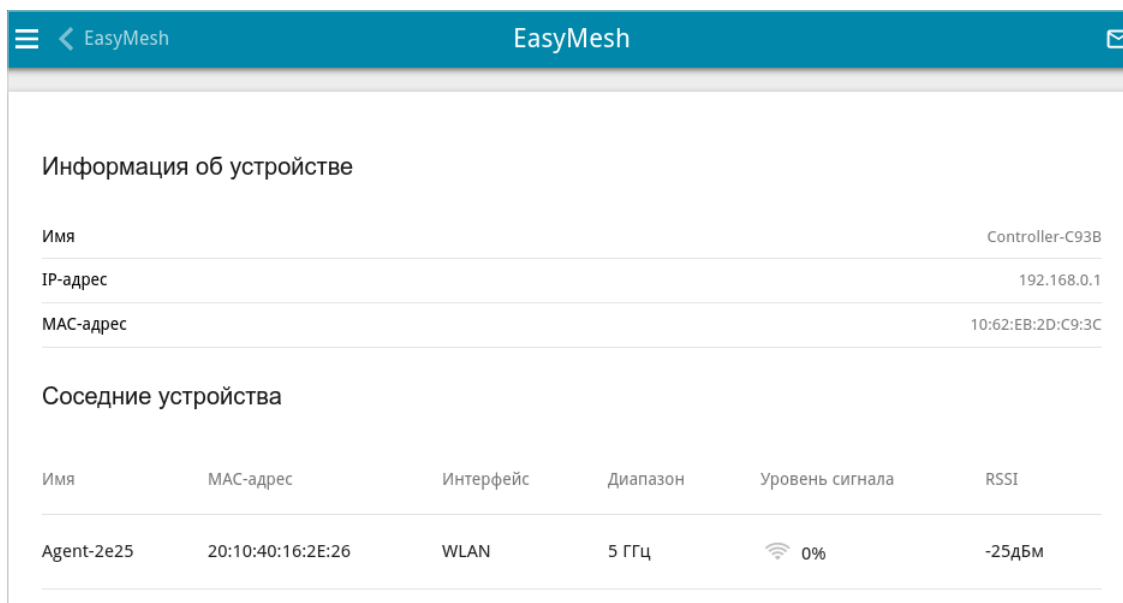 EasyMesh EasyMesh
Информация об устройстве
Имя Controller-C93B
IP-адрес 192.168.0.1
MAC-адрес 10:62:EB:2D:C9:3C
Соседние устройства
Имя MAC-адрес Интерфейс Диапазон Уровень сигнала RSSI
Agent-2e25 20:10:40:16:2E:26 WLAN 5 ГГц 0% -25дБм